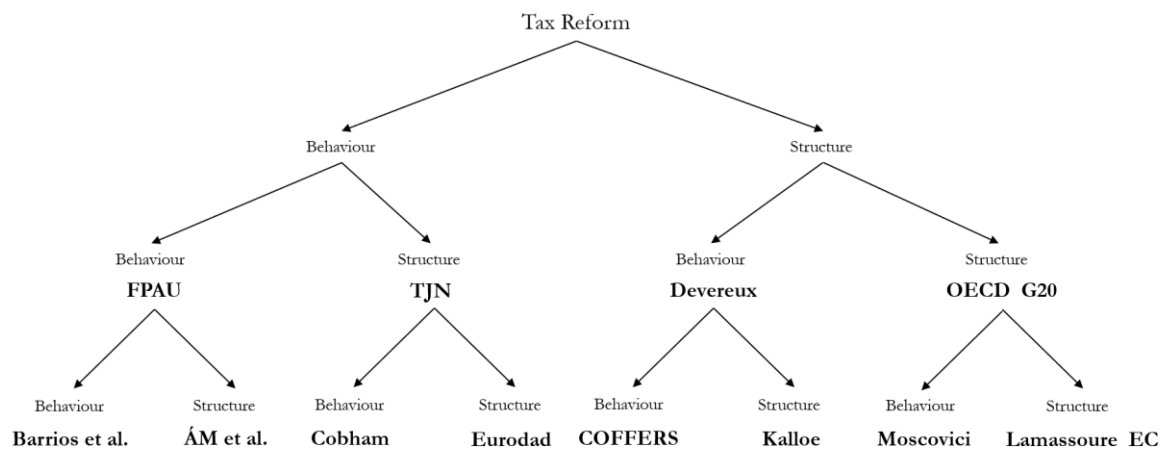 Tax Reform
Behaviour Structure
Behaviour Structure Behaviour Structure
FPAU TJN Devereux OECD G20
Behaviour Structure Behaviour Structure Behaviour Structure Behaviour Structure
Barrios et al. ÁM et al. Cobham Eurodad COFFERS Kalloe Moscovici Lamassoure EC